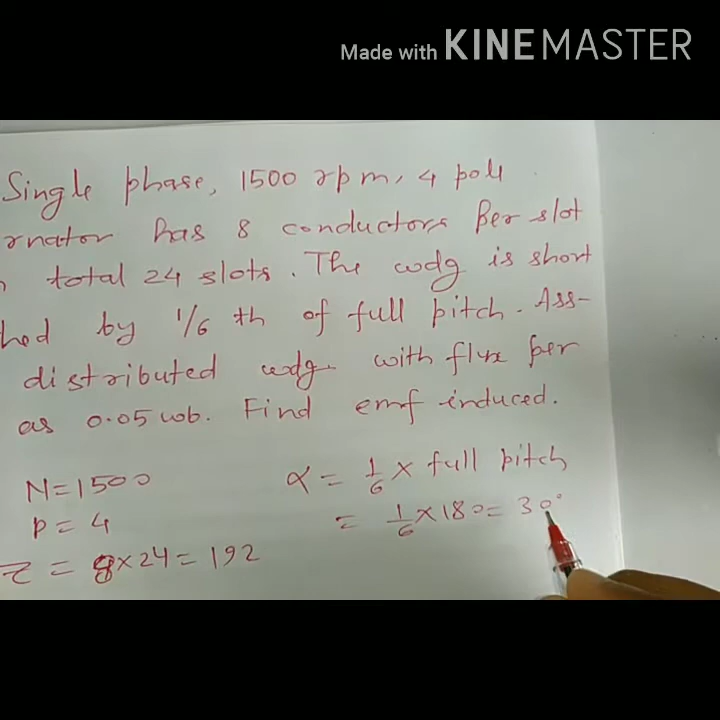 Made with KINEMASTER
Single phase, 1500 rpm, 4 pole
rnator has 8 conductors per slot
total 24 slots. The wdg is short
hed by 1/6 th of full pitch. Ass-
distributed wdg with flux per
as 0.05 wb. Find emf induced.
N=1500
P=4
Z = 8×24=192
α = 1/6 × full pitch
= 1/6 × 180 = 30°